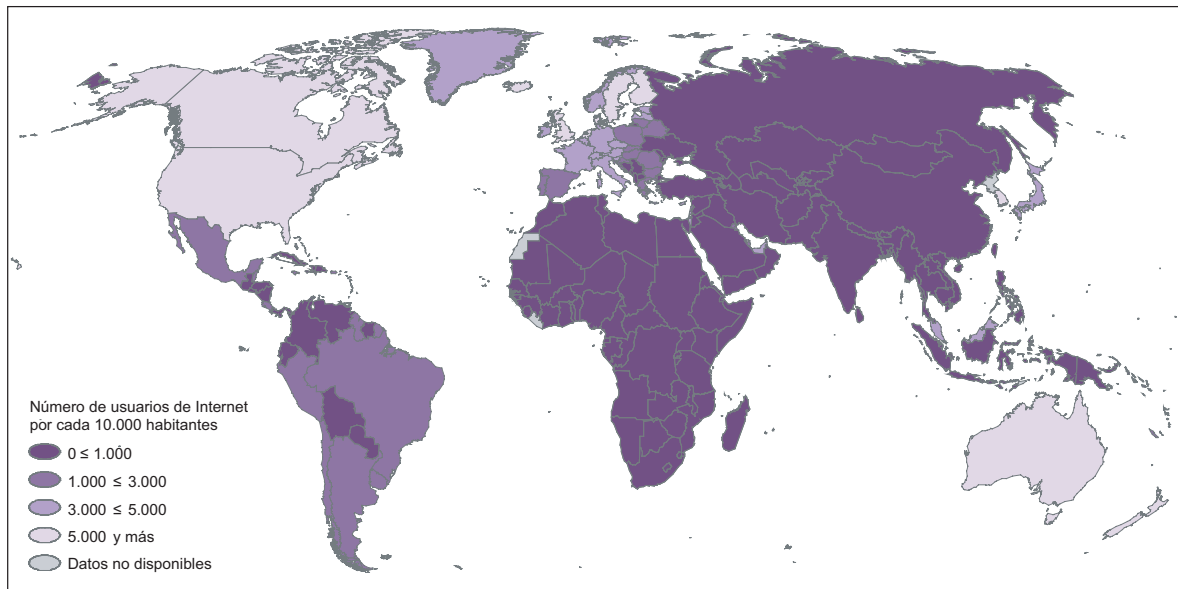 Número de usuarios de Internet
por cada 10.000 habitantes
0 ≤ 1.000
1.000 ≤ 3.000
3.000 ≤ 5.000
5.000 y más
Datos no disponibles